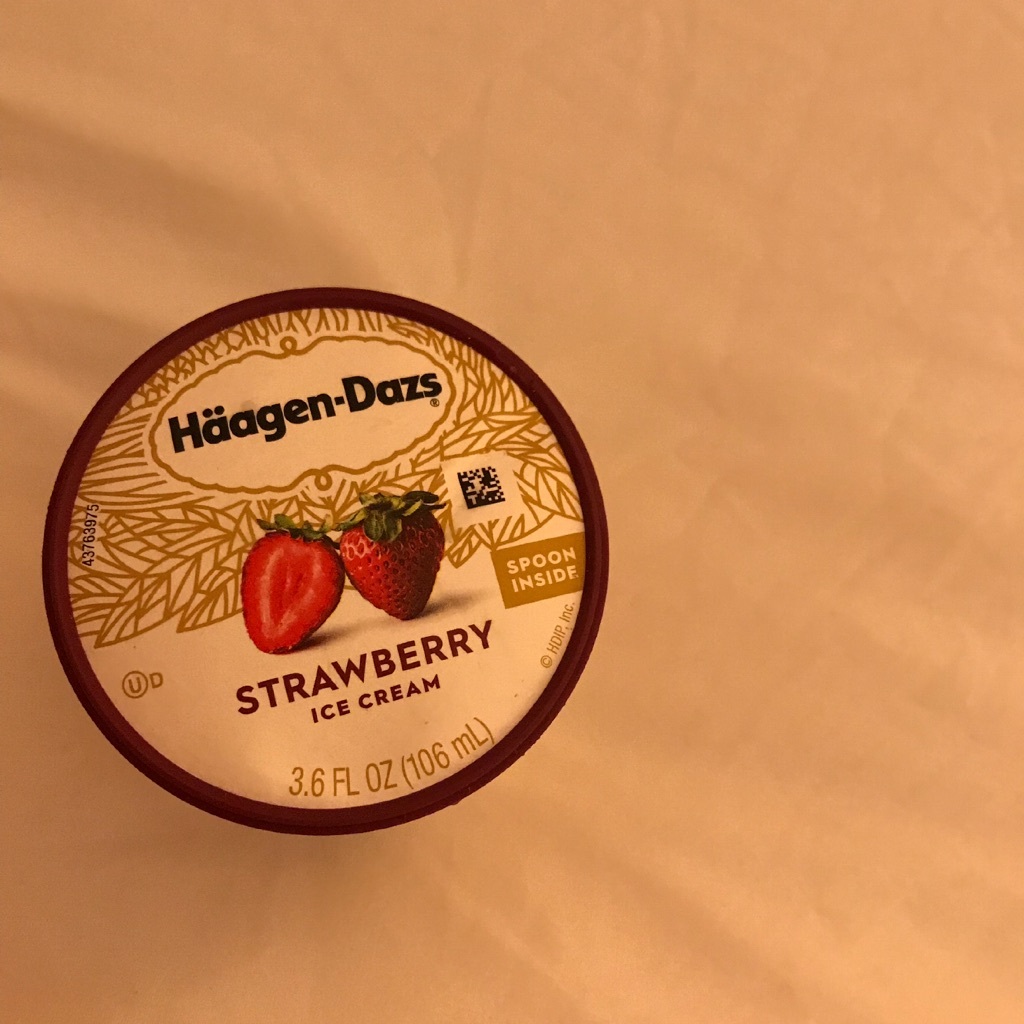 Häagen-Dazs®
43763975
SPOON
INSIDE
© HDIP, Inc.
STRAWBERRY
ICE CREAM
U D
3.6 FL OZ (106 mL)